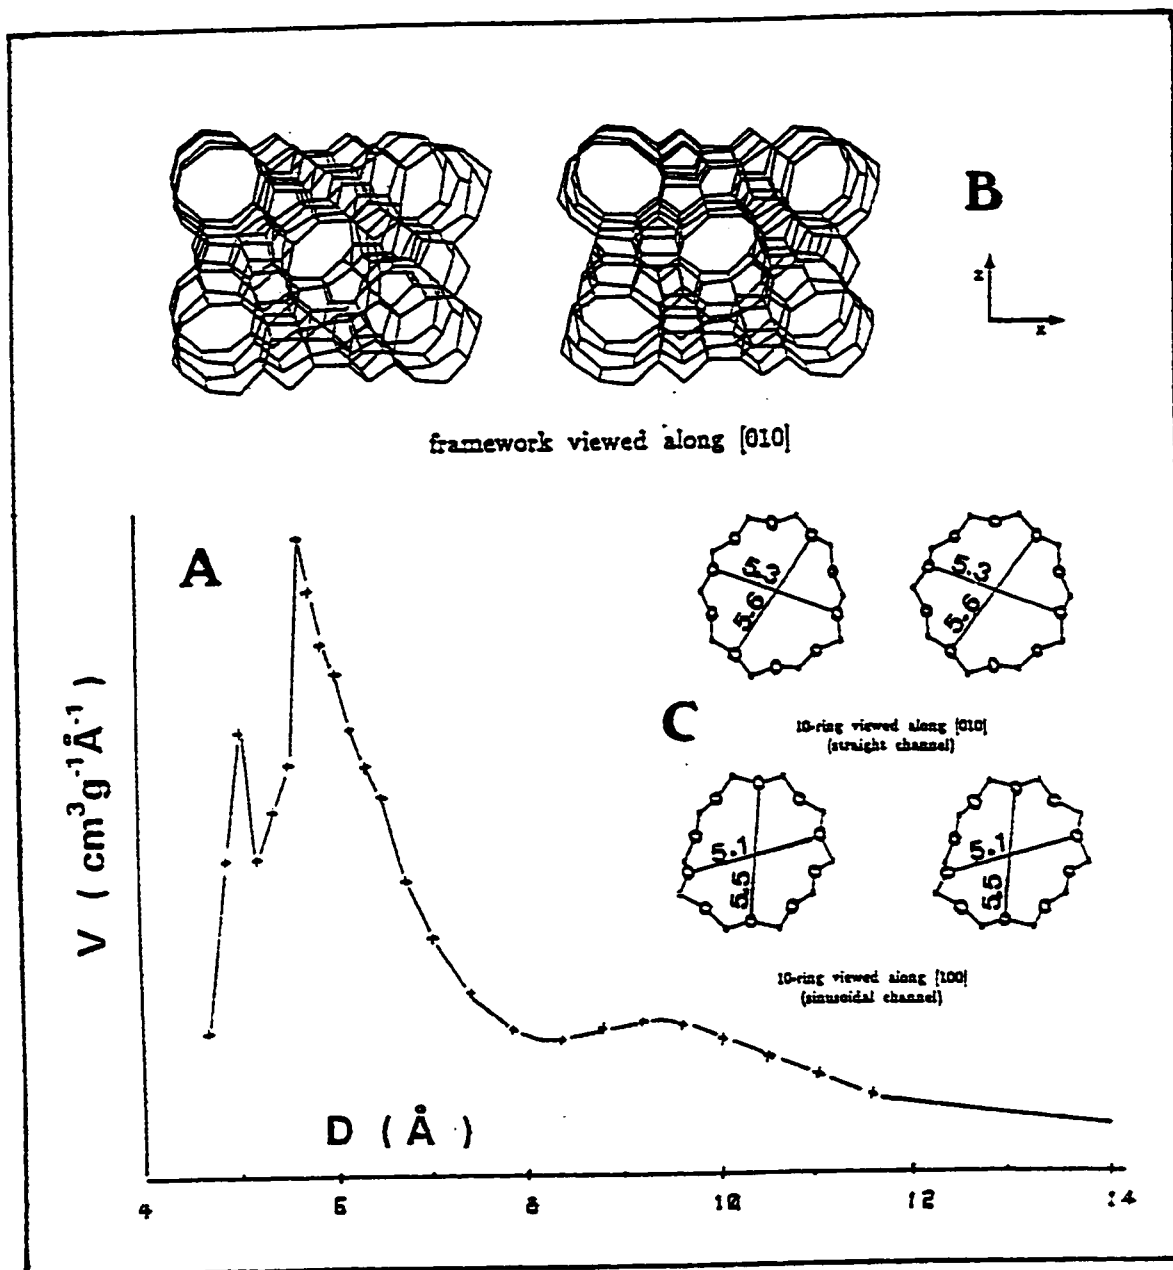 B
z
x
framework viewed along [010]
A
5.3
5.6
5.3
5.6
C
10-ring viewed along [010]
(straight channel)
5.1
5.5
5.1
5.5
10-ring viewed along [100]
(sinusoidal channel)
V (cm³g⁻¹Å⁻¹)
D (Å)
4 6 8 10 12 14